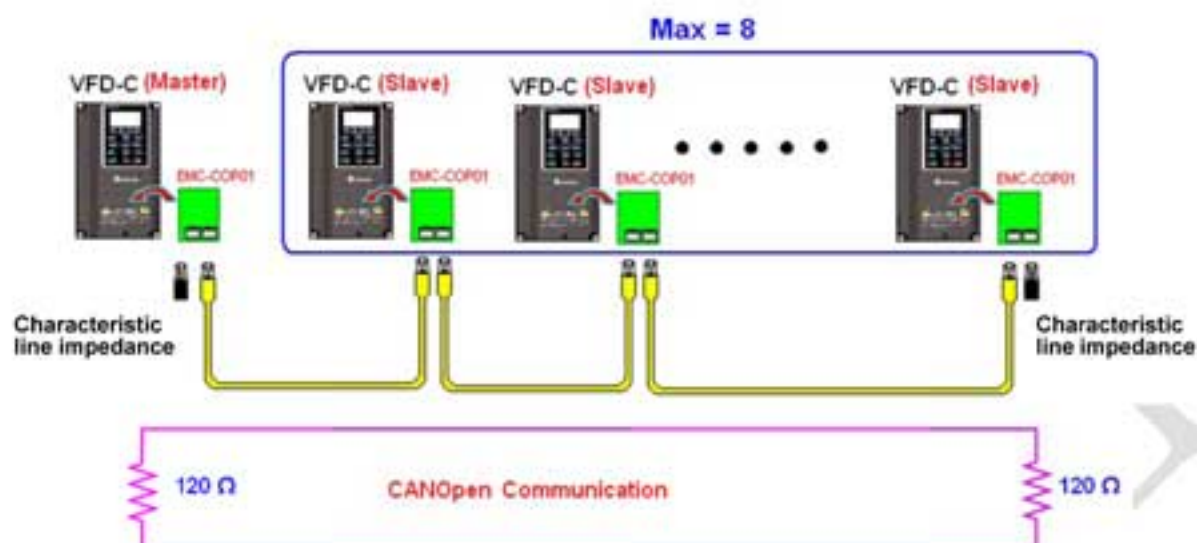 Max = 8
VFD-C (Master)
VFD-C (Slave)
VFD-C (Slave)
VFD-C (Slave)
EMC-COP01
EMC-COP01
EMC-COP01
EMC-COP01
Characteristic
line impedance
Characteristic
line impedance
120 Ω
CANOpen Communication
120 Ω